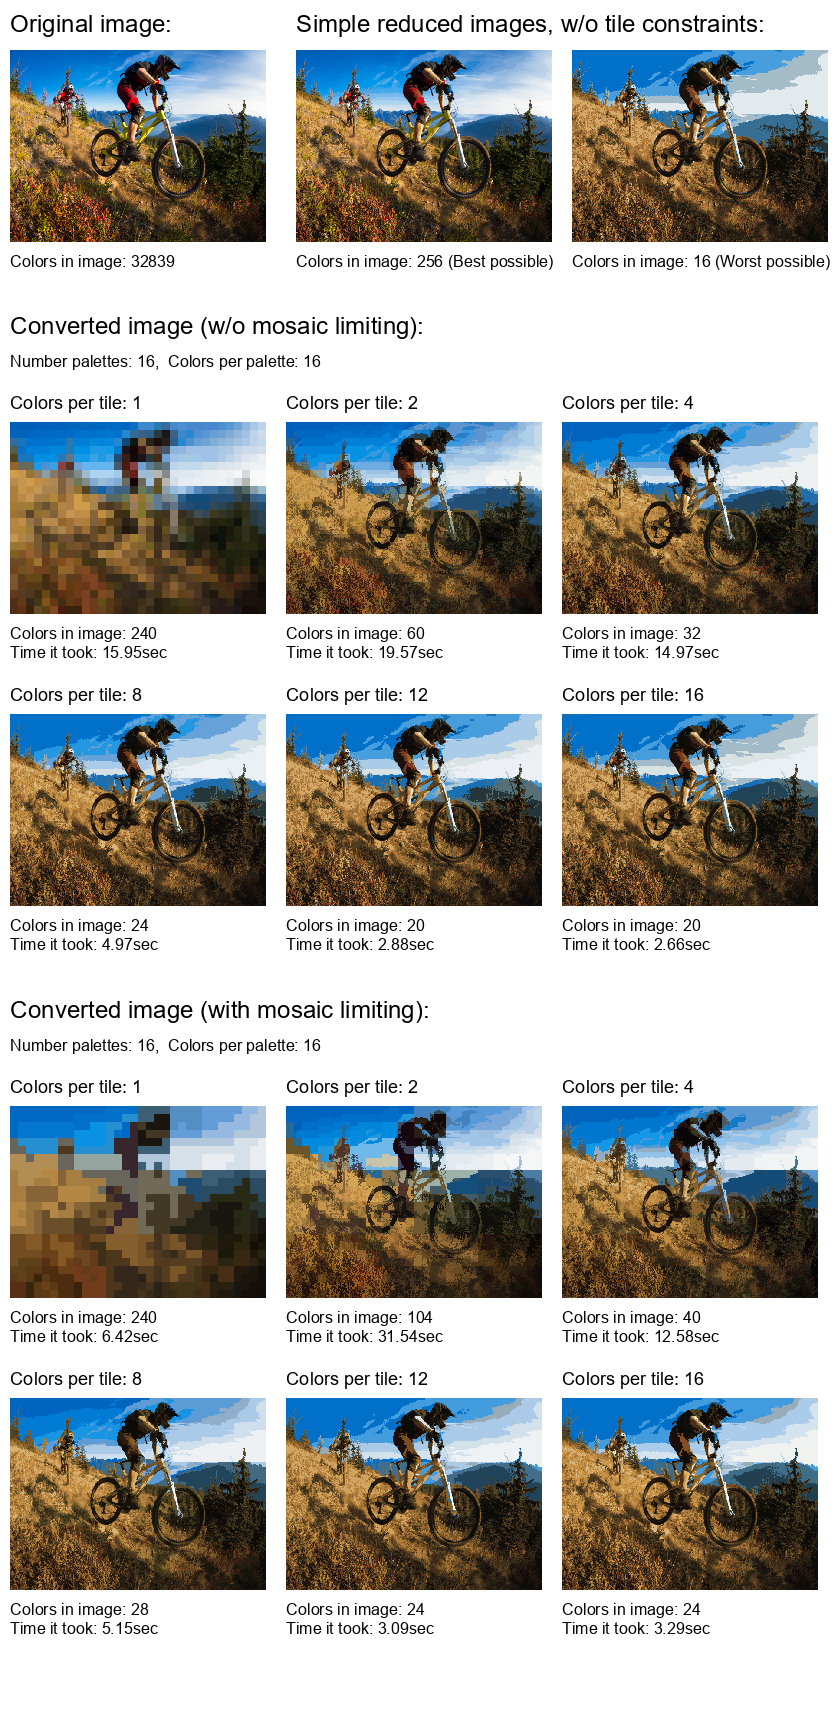 Original image:
Simple reduced images, w/o tile constraints:
Colors in image: 32839
Colors in image: 256 (Best possible)
Colors in image: 16 (Worst possible)
Converted image (w/o mosaic limiting):
Number palettes: 16,  Colors per palette: 16
Colors per tile: 1
Colors per tile: 2
Colors per tile: 4
Colors in image: 240
Time it took: 15.95sec
Colors in image: 60
Time it took: 19.57sec
Colors in image: 32
Time it took: 14.97sec
Colors per tile: 8
Colors per tile: 12
Colors per tile: 16
Colors in image: 24
Time it took: 4.97sec
Colors in image: 20
Time it took: 2.88sec
Colors in image: 20
Time it took: 2.66sec
Converted image (with mosaic limiting):
Number palettes: 16,  Colors per palette: 16
Colors per tile: 1
Colors per tile: 2
Colors per tile: 4
Colors in image: 240
Time it took: 6.42sec
Colors in image: 104
Time it took: 31.54sec
Colors in image: 40
Time it took: 12.58sec
Colors per tile: 8
Colors per tile: 12
Colors per tile: 16
Colors in image: 28
Time it took: 5.15sec
Colors in image: 24
Time it took: 3.09sec
Colors in image: 24
Time it took: 3.29sec